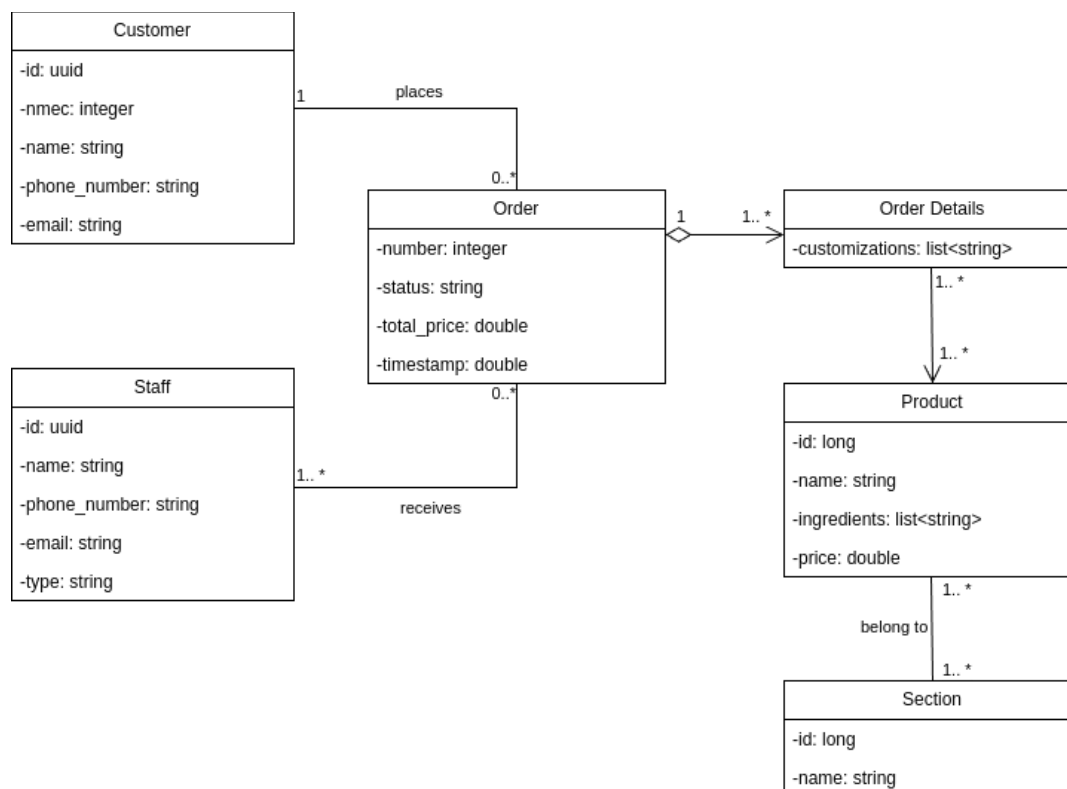 Customer
-id: uuid
-nmec: integer
-name: string
-phone_number: string
-email: string
1
places
0..*
Order
-number: integer
-status: string
-total_price: double
-timestamp: double
1
1.. *
Order Details
-customizations: list<string>
1.. *
1.. *
Staff
-id: uuid
-name: string
-phone_number: string
-email: string
-type: string
0..*
1.. *
receives
Product
-id: long
-name: string
-ingredients: list<string>
-price: double
1.. *
belong to
1.. *
Section
-id: long
-name: string